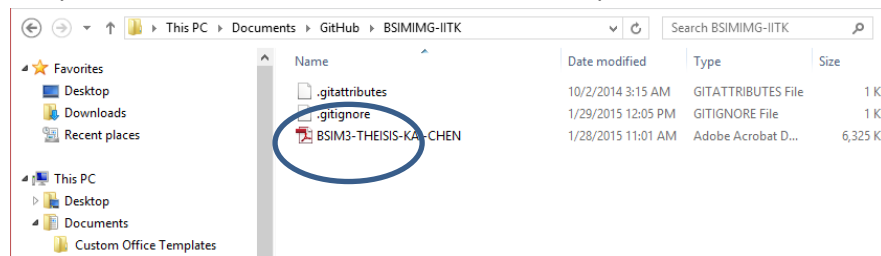 This PC ▸ Documents ▸ GitHub ▸ BSIMIMG-IITK
Search BSIMIMG-IITK
Name Date modified Type Size
Favorites
Desktop
Downloads
Recent places
This PC
Desktop
Documents
Custom Office Templates
.gitattributes 10/2/2014 3:15 AM GITATTRIBUTES File 1 K
.gitignore 1/29/2015 12:05 PM GITIGNORE File 1 K
BSIM3-THEISIS-KAI-CHEN 1/28/2015 11:01 AM Adobe Acrobat D... 6,325 K